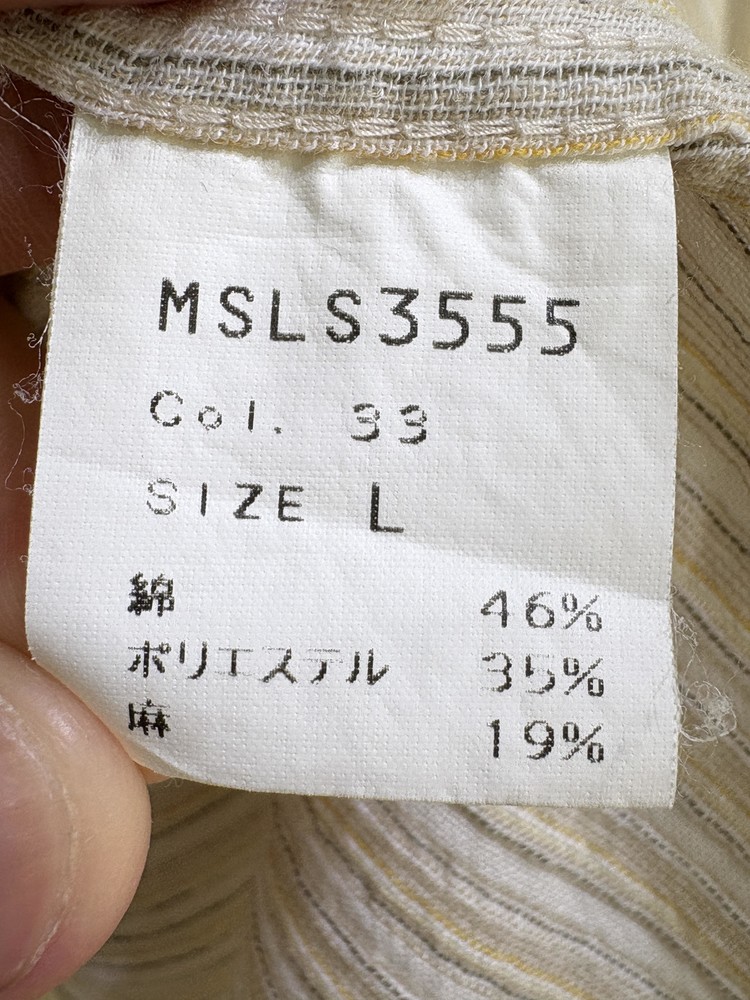 MSLS3555
Col. 33
SIZE L
綿 46%
ポリエステル 35%
麻 19%